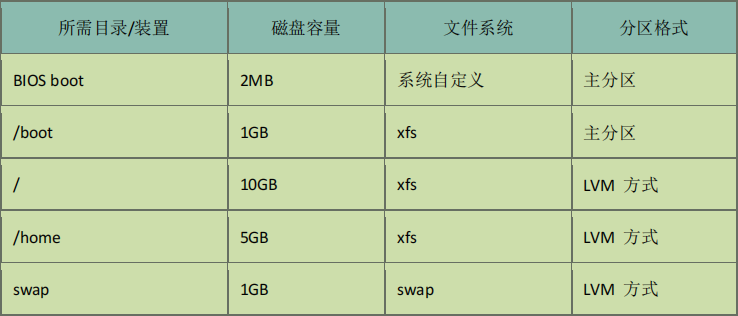 所需目录/装置 磁盘容量 文件系统 分区格式
BIOS boot 2MB 系统自定义 主分区
/boot 1GB xfs 主分区
/ 10GB xfs LVM 方式
/home 5GB xfs LVM 方式
swap 1GB swap LVM 方式